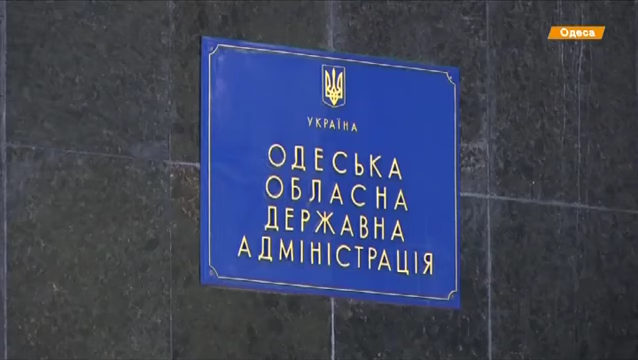 Одеса
УКРАЇНА
ОДЕСЬКА
ОБЛАСНА
ДЕРЖАВНА
АДМІНІСТРАЦІЯ